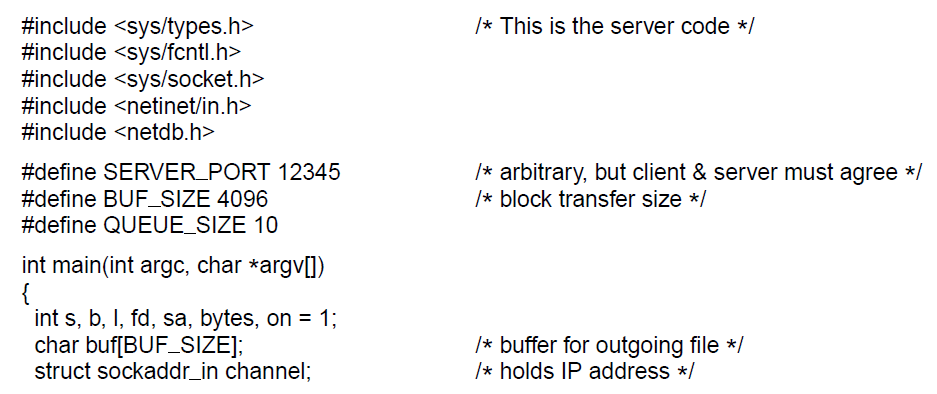 #include <sys/types.h> /* This is the server code */
#include <sys/fcntl.h>
#include <sys/socket.h>
#include <netinet/in.h>
#include <netdb.h>
#define SERVER_PORT 12345 /* arbitrary, but client & server must agree */
#define BUF_SIZE 4096 /* block transfer size */
#define QUEUE_SIZE 10
int main(int argc, char *argv[])
{
int s, b, l, fd, sa, bytes, on = 1;
char buf[BUF_SIZE]; /* buffer for outgoing file */
struct sockaddr_in channel; /* holds IP address */